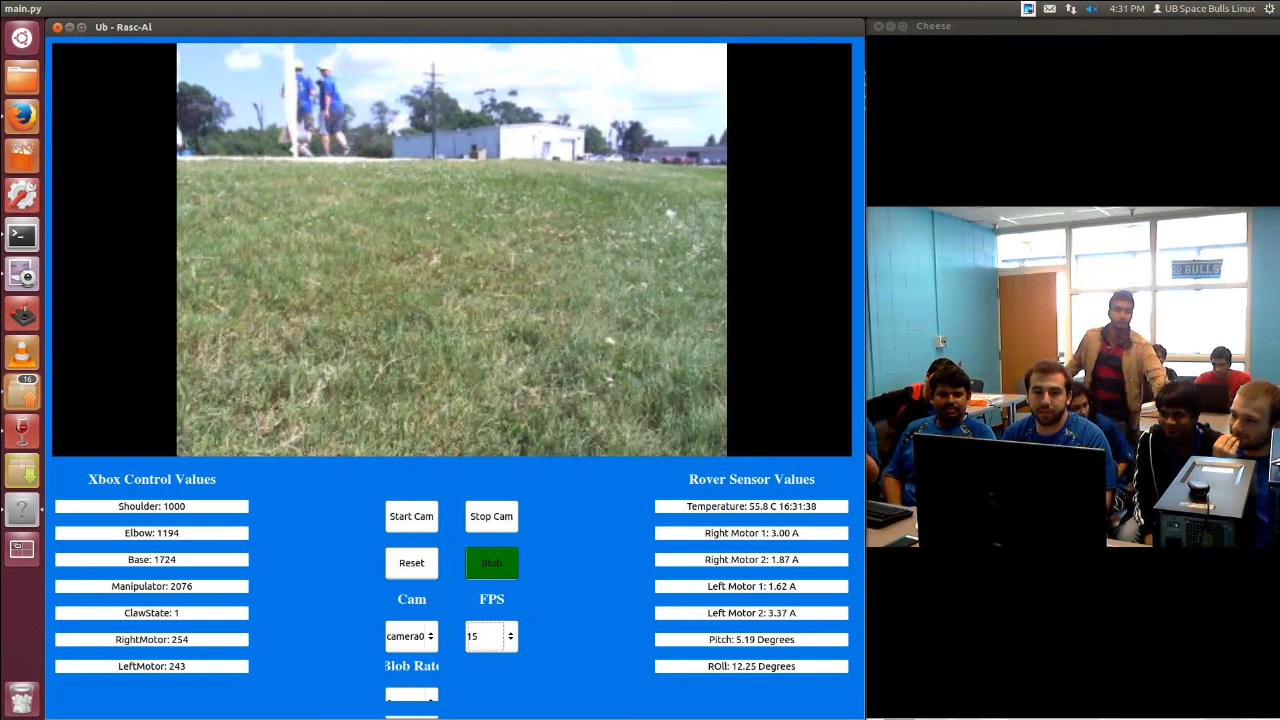 main.py
4:31 PM
UB Space Bulls Linux
Ub - Rasc-Al
Cheese
BULLS
16
Xbox Control Values
Shoulder: 1000
Elbow: 1194
Base: 1724
Manipulator: 2076
ClawState: 1
RightMotor: 254
LeftMotor: 243
Start Cam
Stop Cam
Reset
Blob
Cam
FPS
camera0
15
Blob Rate
Rover Sensor Values
Temperature: 55.8 C 16:31:38
Right Motor 1: 3.00 A
Right Motor 2: 1.87 A
Left Motor 1: 1.62 A
Left Motor 2: 3.37 A
Pitch: 5.19 Degrees
ROll: 12.25 Degrees